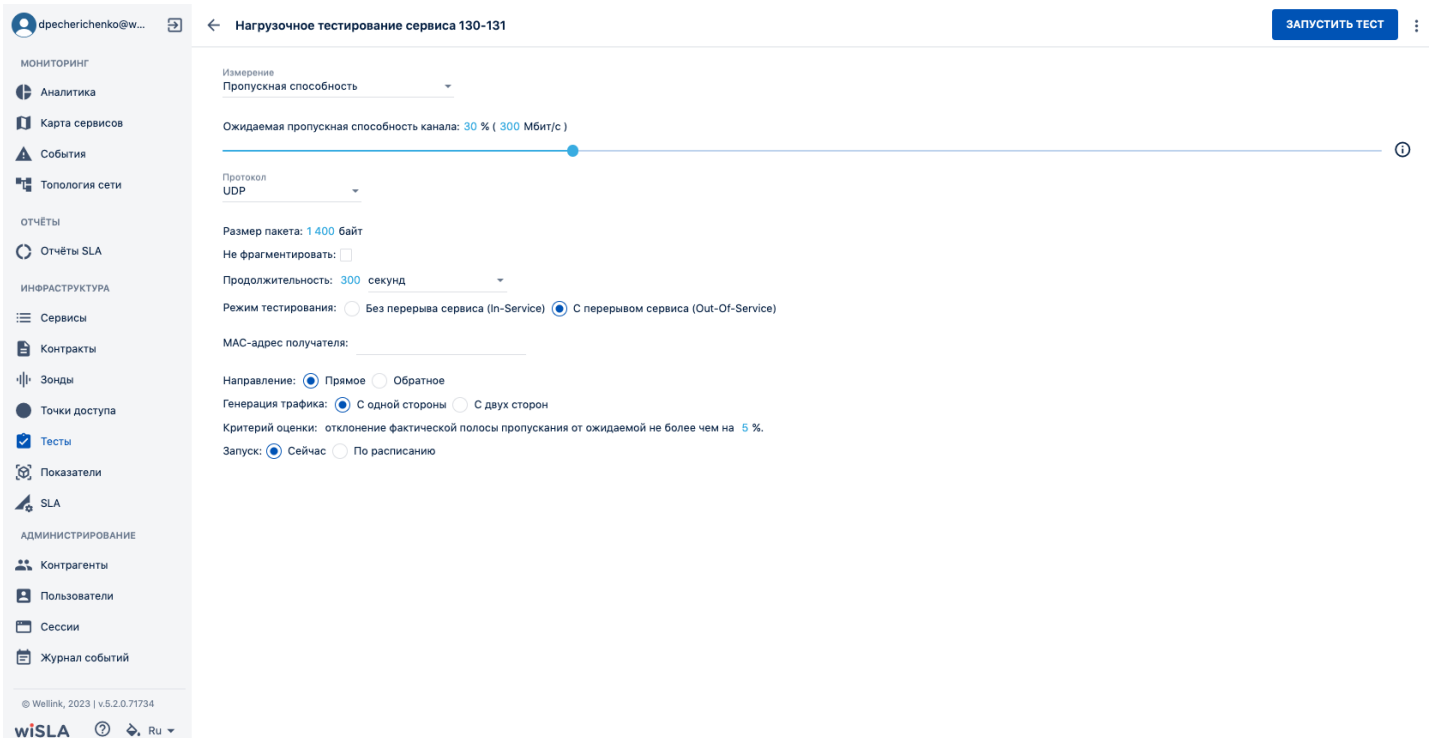 dpecherichenko@w...
МОНИТОРИНГ
Аналитика
Карта сервисов
События
Топология сети
ОТЧЁТЫ
Отчёты SLA
ИНФРАСТРУКТУРА
Сервисы
Контракты
Зонды
Точки доступа
Тесты
Показатели
SLA
АДМИНИСТРИРОВАНИЕ
Контрагенты
Пользователи
Сессии
Журнал событий
© Wellink, 2023 | v.5.2.0.71734
wiSLA Ru
Нагрузочное тестирование сервиса 130-131
ЗАПУСТИТЬ ТЕСТ
Измерение
Пропускная способность
Ожидаемая пропускная способность канала: 30 % ( 300 Мбит/с )
Протокол
UDP
Размер пакета: 1 400 байт
Не фрагментировать:
Продолжительность: 300 секунд
Режим тестирования: Без перерыва сервиса (In-Service) С перерывом сервиса (Out-Of-Service)
MAC-адрес получателя:
Направление: Прямое Обратное
Генерация трафика: С одной стороны С двух сторон
Критерий оценки: отклонение фактической полосы пропускания от ожидаемой не более чем на 5 %.
Запуск: Сейчас По расписанию